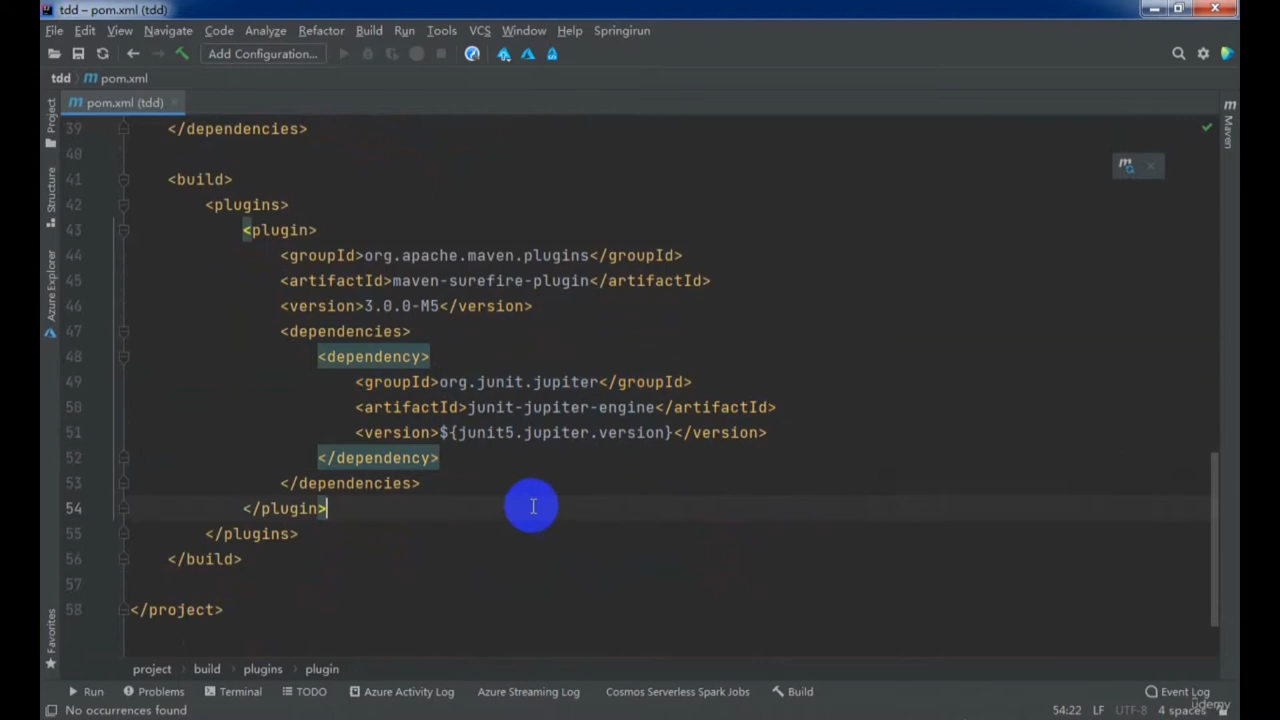 tdd – pom.xml (tdd)
File Edit View Navigate Code Analyze Refactor Build Run Tools VCS Window Help Springirun
Add Configuration...
tdd pom.xml
pom.xml (tdd)
39 </dependencies>
40
41 <build>
42 <plugins>
43 <plugin>
44 <groupId>org.apache.maven.plugins</groupId>
45 <artifactId>maven-surefire-plugin</artifactId>
46 <version>3.0.0-M5</version>
47 <dependencies>
48 <dependency>
49 <groupId>org.junit.jupiter</groupId>
50 <artifactId>junit-jupiter-engine</artifactId>
51 <version>${junit5.jupiter.version}</version>
52 </dependency>
53 </dependencies>
54 </plugin>
55 </plugins>
56 </build>
57
58 </project>
Project
Structure
Azure Explorer
Favorites
Maven
project build plugins plugin
Run Problems Terminal TODO Azure Activity Log Azure Streaming Log Cosmos Serverless Spark Jobs Build Event Log
No occurrences found 54:22 LF UTF-8 4 spaces
ûdemy